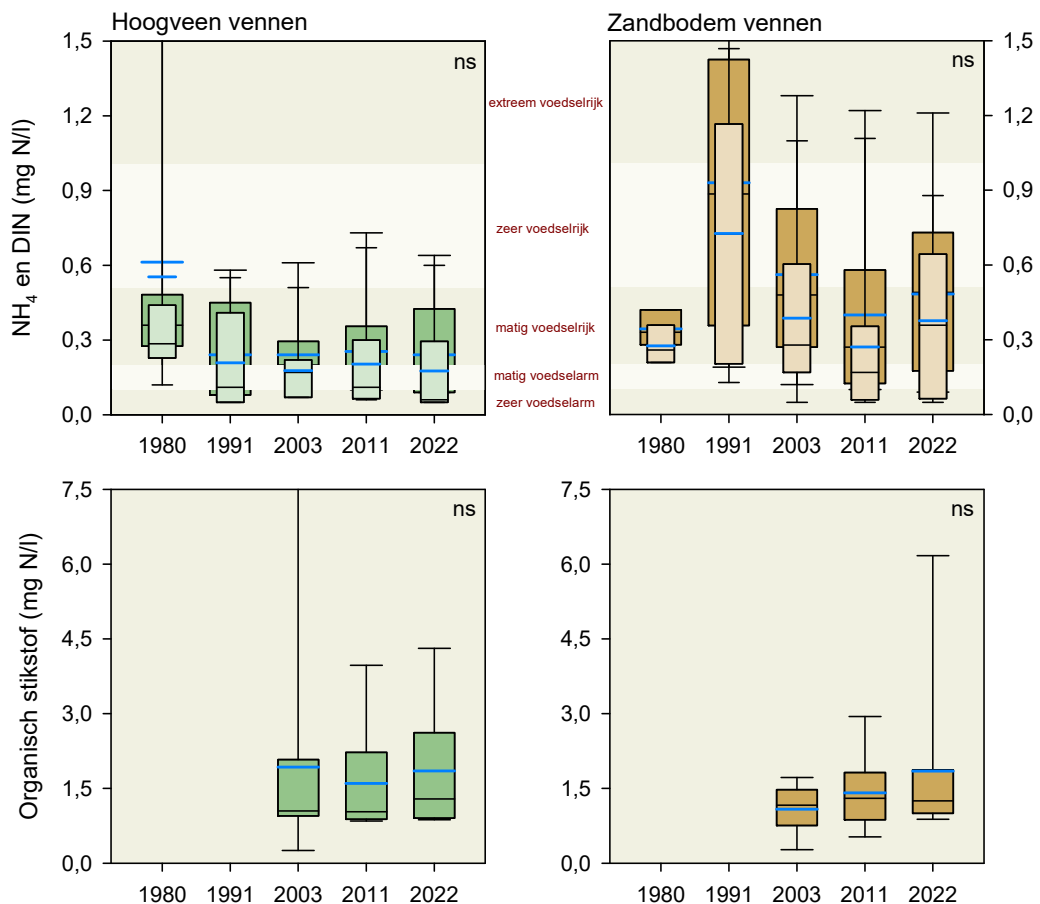 Hoogveen vennen
Zandbodem vennen
NH₄ en DIN (mg N/l)
1,5
1,2
0,9
0,6
0,3
0,0
ns
extreem voedselrijk
zeer voedselrijk
matig voedselrijk
matig voedselarm
zeer voedselarm
ns
1,5
1,2
0,9
0,6
0,3
0,0
1980 1991 2003 2011 2022
1980 1991 2003 2011 2022
Organisch stikstof (mg N/l)
7,5
6,0
4,5
3,0
1,5
0,0
ns
7,5
6,0
4,5
3,0
1,5
0,0
ns
1980 1991 2003 2011 2022
1980 1991 2003 2011 2022